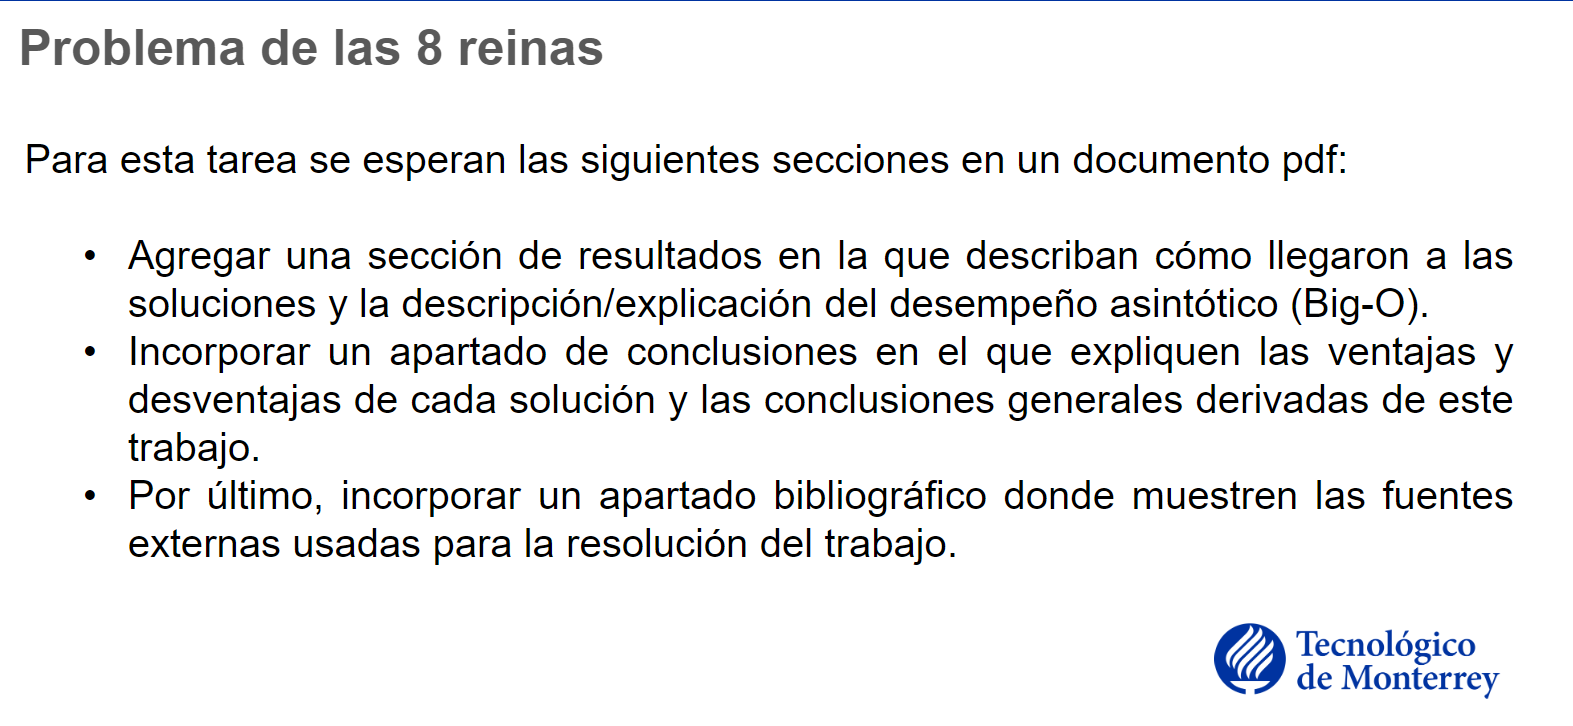 Problema de las 8 reinas
Para esta tarea se esperan las siguientes secciones en un documento pdf:
• Agregar una sección de resultados en la que describan cómo llegaron a las
soluciones y la descripción/explicación del desempeño asintótico (Big-O).
• Incorporar un apartado de conclusiones en el que expliquen las ventajas y
desventajas de cada solución y las conclusiones generales derivadas de este
trabajo.
• Por último, incorporar un apartado bibliográfico donde muestren las fuentes
externas usadas para la resolución del trabajo.
Tecnológico
de Monterrey